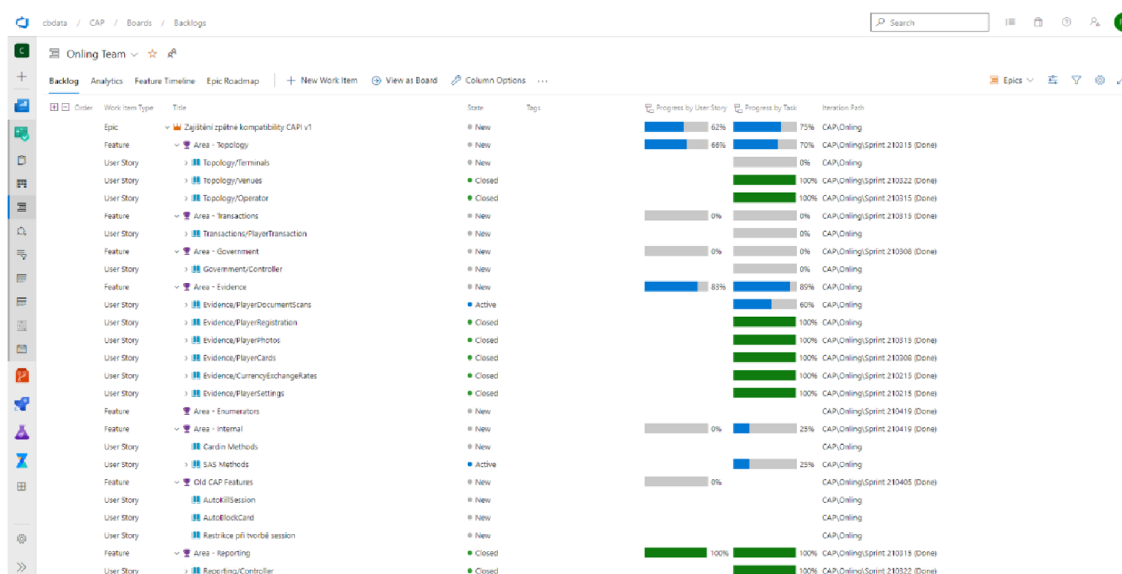 cbdata / CAP / Boards / Backlogs Search
C Onling Team
Backlog Analytics Feature Timeline Epic Roadmap New Work Item View as Board Column Options ... Epics
Order Work Item Type Title State Tags Progress by User Story Progress by Task Iteration Path
Epic Zajištění zpětné kompatibility CAPI v1 New 62% 75% CAP\Onling
Feature Area - Topology New 66% 70% CAP\Onling\Sprint 210315 (Done)
User Story Topology/Terminals New 0% CAP\Onling
User Story Topology/Venues Closed 100% CAP\Onling\Sprint 210322 (Done)
User Story Topology/Operator Closed 100% CAP\Onling\Sprint 210315 (Done)
Feature Area - Transactions New 0% 0% CAP\Onling\Sprint 210315 (Done)
User Story Transactions/PlayerTransaction New 0% CAP\Onling
Feature Area - Government New 0% 0% CAP\Onling\Sprint 210308 (Done)
User Story Government/Controller New 0% CAP\Onling
Feature Area - Evidence New 83% 89% CAP\Onling
User Story Evidence/PlayerDocumentScans Active 60% CAP\Onling
User Story Evidence/PlayerRegistration Closed 100% CAP\Onling
User Story Evidence/PlayerPhotos Closed 100% CAP\Onling\Sprint 210315 (Done)
User Story Evidence/PlayerCards Closed 100% CAP\Onling\Sprint 210308 (Done)
User Story Evidence/CurrencyExchangeRates Closed 100% CAP\Onling\Sprint 210215 (Done)
User Story Evidence/PlayerSettings Closed 100% CAP\Onling\Sprint 210215 (Done)
Feature Area - Enumerators New CAP\Onling\Sprint 210419 (Done)
Feature Area - Internal New 0% 25% CAP\Onling\Sprint 210419 (Done)
User Story Cardin Methods New CAP\Onling
User Story SAS Methods Active 25% CAP\Onling
Feature Old CAP Features New 0% CAP\Onling\Sprint 210405 (Done)
User Story AutoKillSession New CAP\Onling
User Story AutoBlockCard New CAP\Onling
User Story Restrikce při tvorbě session New CAP\Onling
Feature Area - Reporting Closed 100% 100% CAP\Onling\Sprint 210315 (Done)
User Story Reporting/Controller Closed 100% CAP\Onling\Sprint 210322 (Done)